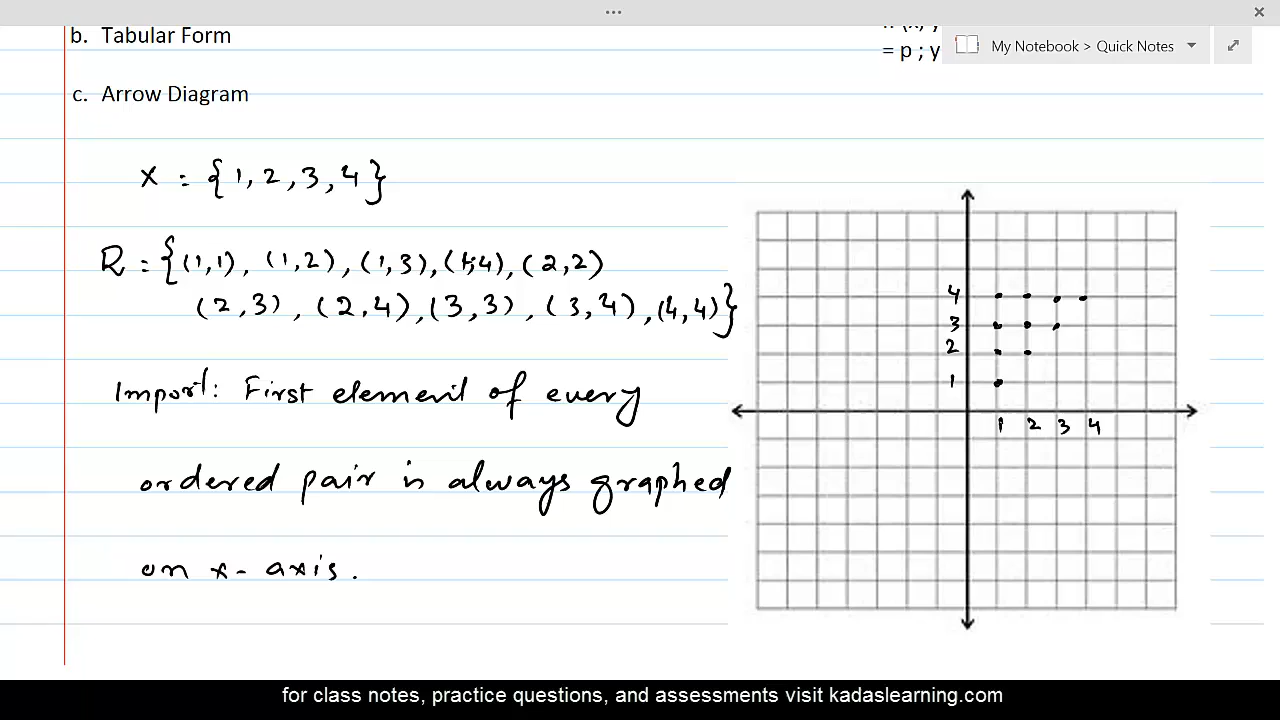 b. Tabular Form
= p ; y
My Notebook > Quick Notes
c. Arrow Diagram
X = {1, 2, 3, 4}
R = {(1,1), (1,2), (1,3), (1,4), (2,2)
(2,3), (2,4), (3,3), (3,4), (4,4)}
Import: First element of every
ordered pair is always graphed
on x-axis.
4
3
2
1
1 2 3 4
for class notes, practice questions, and assessments visit kadaslearning.com